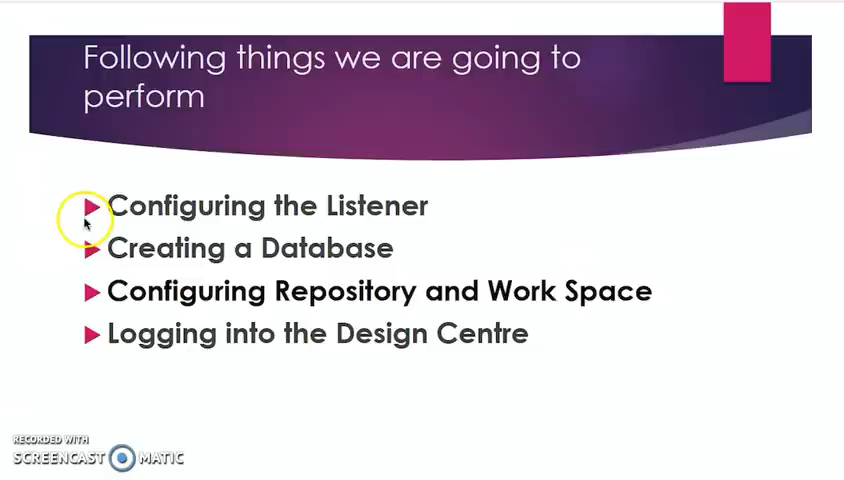 Following things we are going to
perform
Configuring the Listener
Creating a Database
Configuring Repository and Work Space
Logging into the Design Centre
RECORDED WITH
SCREENCAST MATIC